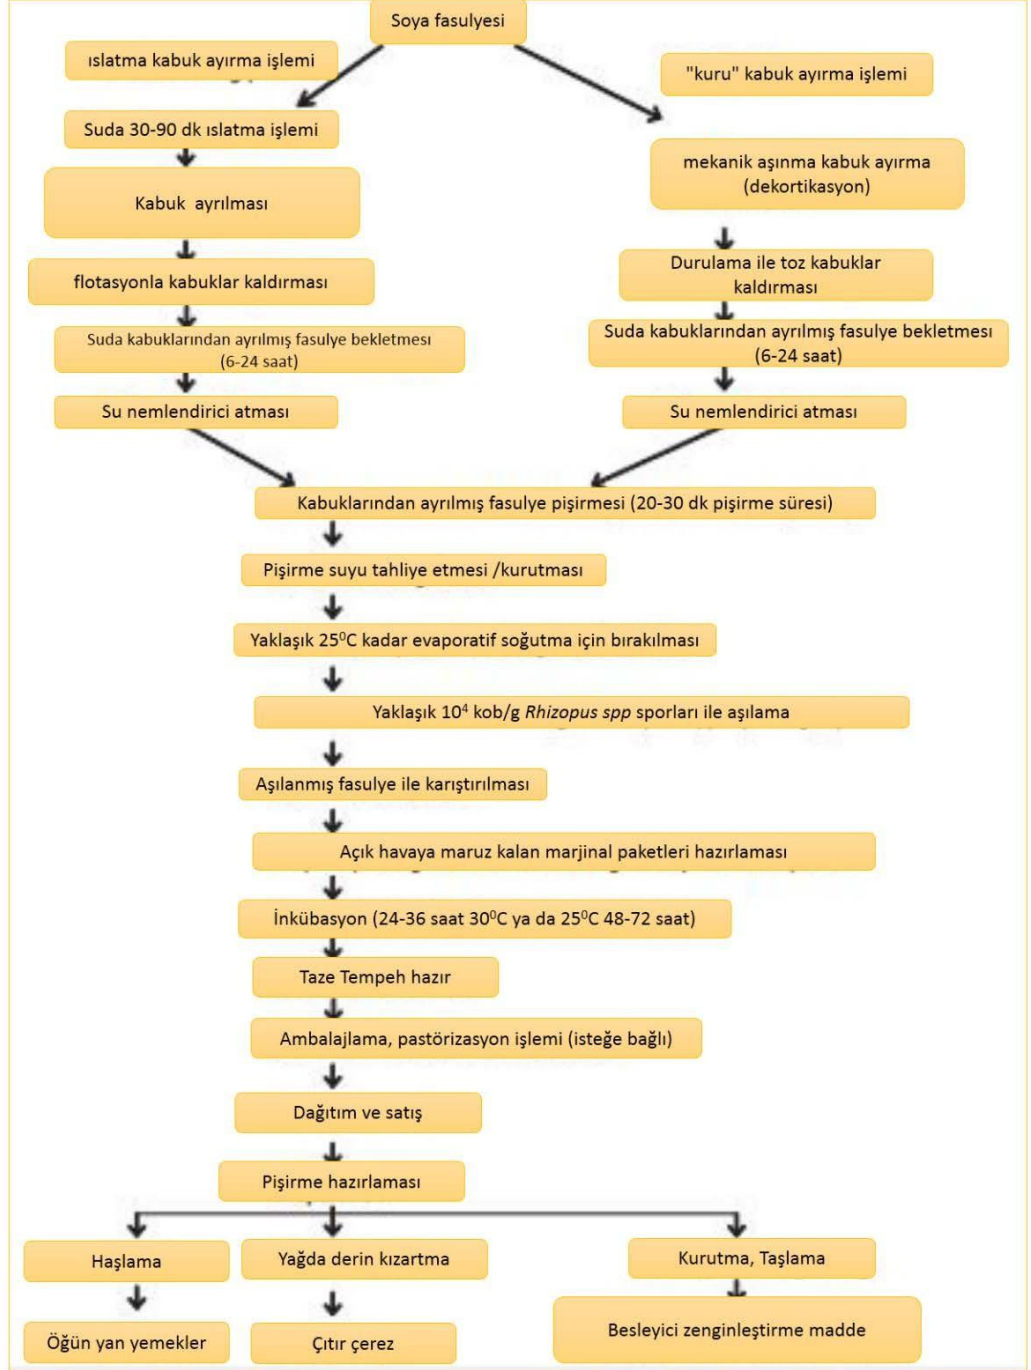 Soya fasulyesi
ıslatma kabuk ayırma işlemi
"kuru" kabuk ayırma işlemi
Suda 30-90 dk ıslatma işlemi
mekanik aşınma kabuk ayırma
(dekortikasyon)
Kabuk ayrılması
Durulama ile toz kabuklar
kaldırması
flotasyonla kabuklar kaldırması
Suda kabuklarından ayrılmış fasulye bekletmesi
(6-24 saat)
Suda kabuklarından ayrılmış fasulye bekletmesi
(6-24 saat)
Su nemlendirici atması
Su nemlendirici atması
Kabuklarından ayrılmış fasulye pişirmesi (20-30 dk pişirme süresi)
Pişirme suyu tahliye etmesi /kurutması
Yaklaşık 25⁰C kadar evaporatif soğutma için bırakılması
Yaklaşık 10⁴ kob/g Rhizopus spp sporları ile aşılama
Aşılanmış fasulye ile karıştırılması
Açık havaya maruz kalan marjinal paketleri hazırlaması
İnkübasyon (24-36 saat 30⁰C ya da 25⁰C 48-72 saat)
Taze Tempeh hazır
Ambalajlama, pastörizasyon işlemi (isteğe bağlı)
Dağıtım ve satış
Pişirme hazırlaması
Haşlama
Yağda derin kızartma
Kurutma, Taşlama
Öğün yan yemekler
Çıtır çerez
Besleyici zenginleştirme madde